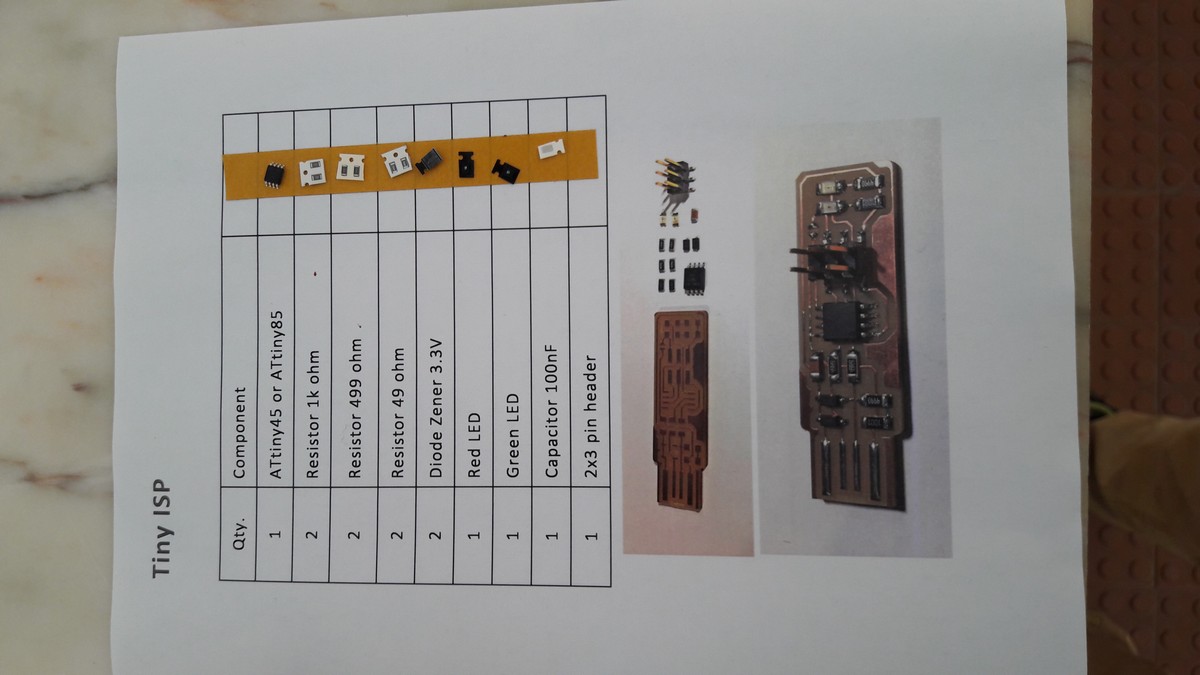 Tiny ISP
Qty. Component
1 ATtiny45 or ATtiny85
2 Resistor 1k ohm
2 Resistor 499 ohm
2 Resistor 49 ohm
2 Diode Zener 3.3V
1 Red LED
1 Green LED
1 Capacitor 100nF
1 2x3 pin header